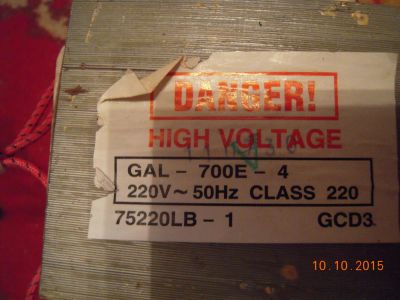 DANGER!
HIGH VOLTAGE
GAL - 700E - 4
220V ~ 50Hz CLASS 220
75220LB - 1 GCD3
10.10.2015